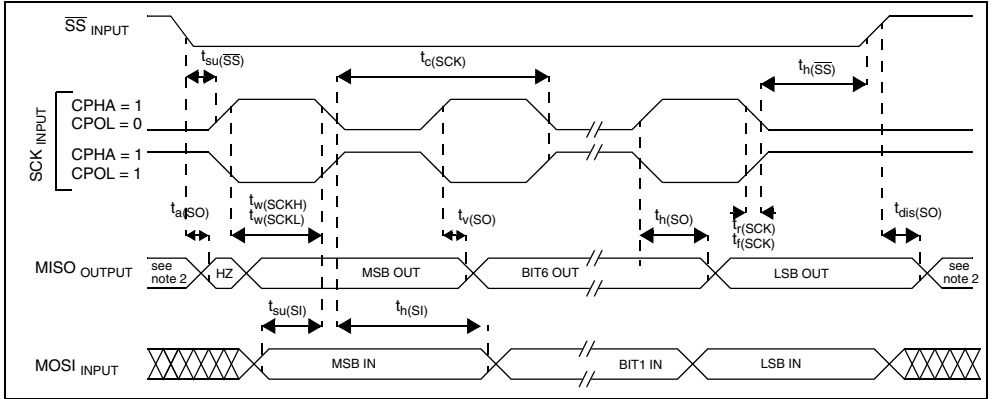 SS INPUT
tsu(SS)
tc(SCK)
th(SS)
SCK INPUT
CPHA = 1
CPOL = 0
CPHA = 1
CPOL = 1
ta(SO)
tw(SCKH)
tw(SCKL)
tv(SO)
th(SO)
tr(SCK)
tf(SCK)
tdis(SO)
MISO OUTPUT
see
note 2
HZ
MSB OUT
BIT6 OUT
LSB OUT
see
note 2
tsu(SI)
th(SI)
MOSI INPUT
MSB IN
BIT1 IN
LSB IN